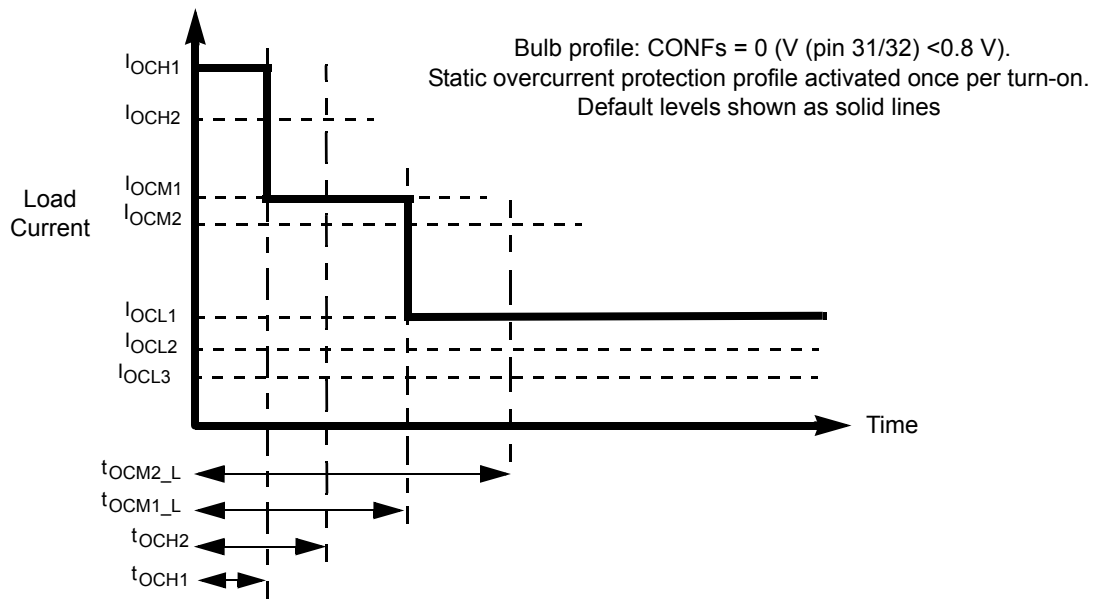 Bulb profile: CONFs = 0 (V (pin 31/32) <0.8 V).
Static overcurrent protection profile activated once per turn-on.
Default levels shown as solid lines
IOCH1
IOCH2
IOCM1
IOCM2
Load
Current
IOCL1
IOCL2
IOCL3
Time
tOCM2_L
tOCM1_L
tOCH2
tOCH1